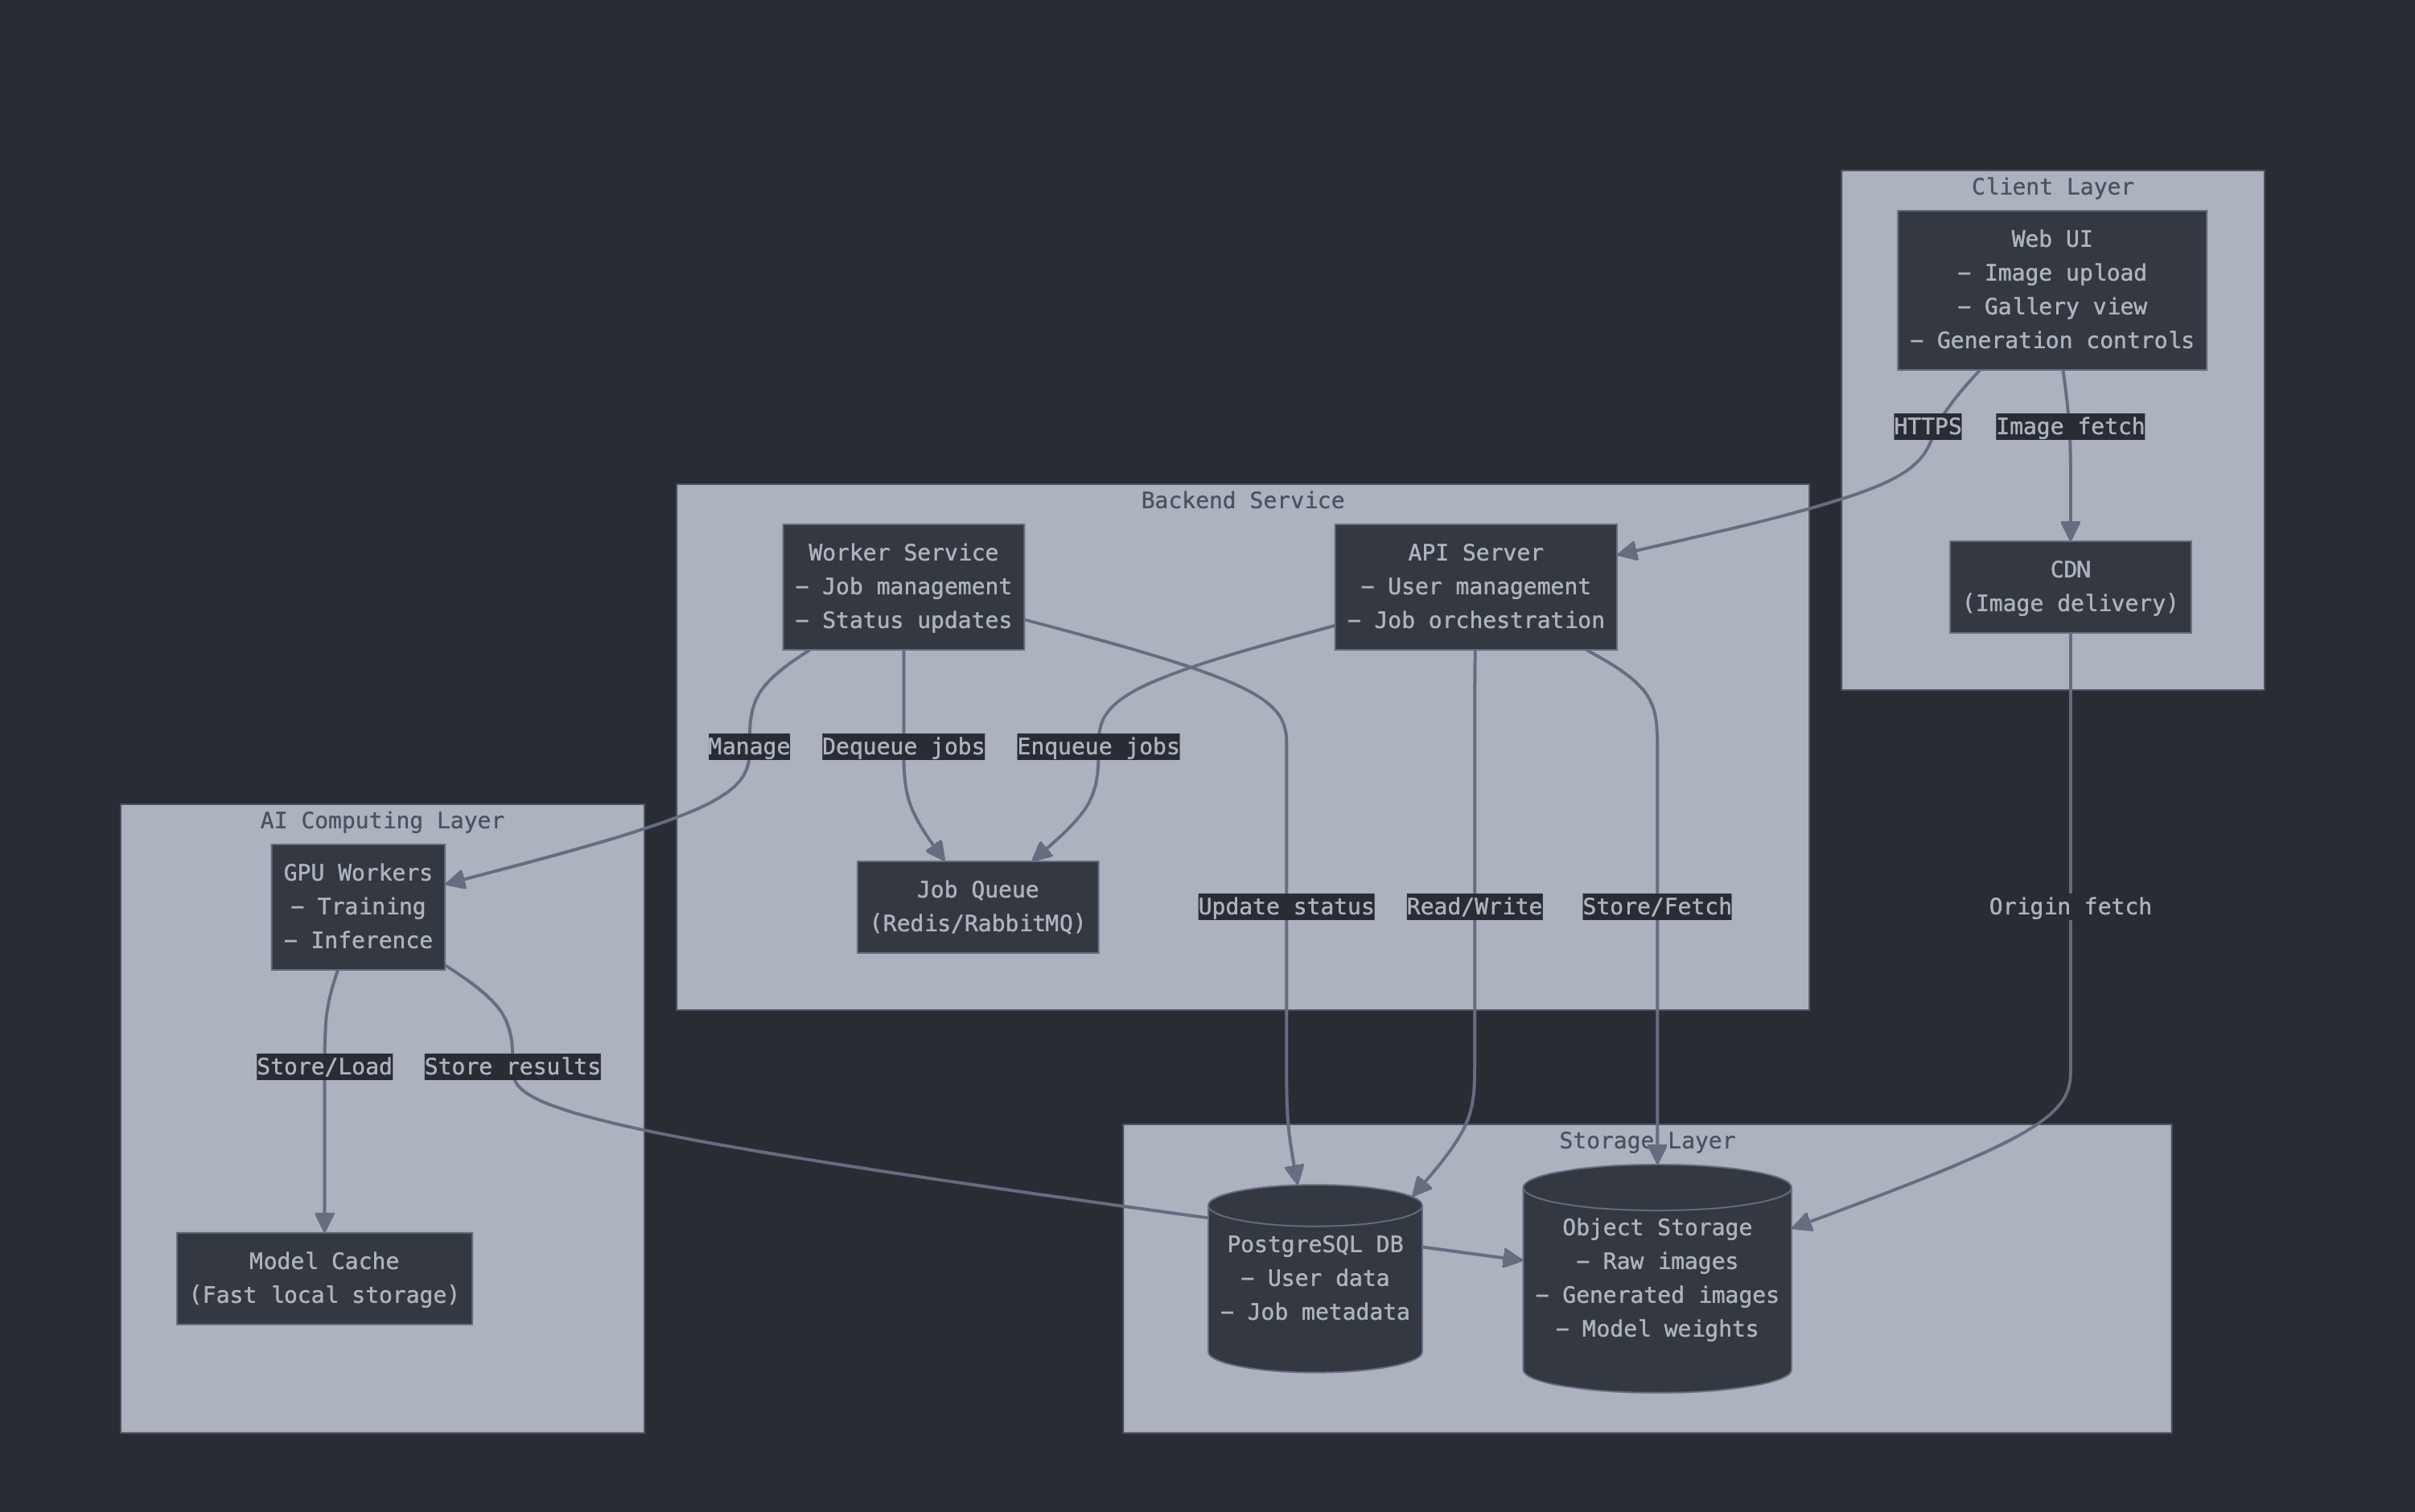 Client Layer
Web UI
– Image upload
– Gallery view
– Generation controls
HTTPS
Image fetch
CDN
(Image delivery)
Backend Service
Worker Service
– Job management
– Status updates
API Server
– User management
– Job orchestration
Manage
Dequeue jobs
Enqueue jobs
Job Queue
(Redis/RabbitMQ)
Update status
Read/Write
Store/Fetch
Origin fetch
AI Computing Layer
GPU Workers
– Training
– Inference
Store/Load
Store results
Model Cache
(Fast local storage)
Storage Layer
PostgreSQL DB
– User data
– Job metadata
Object Storage
– Raw images
– Generated images
– Model weights